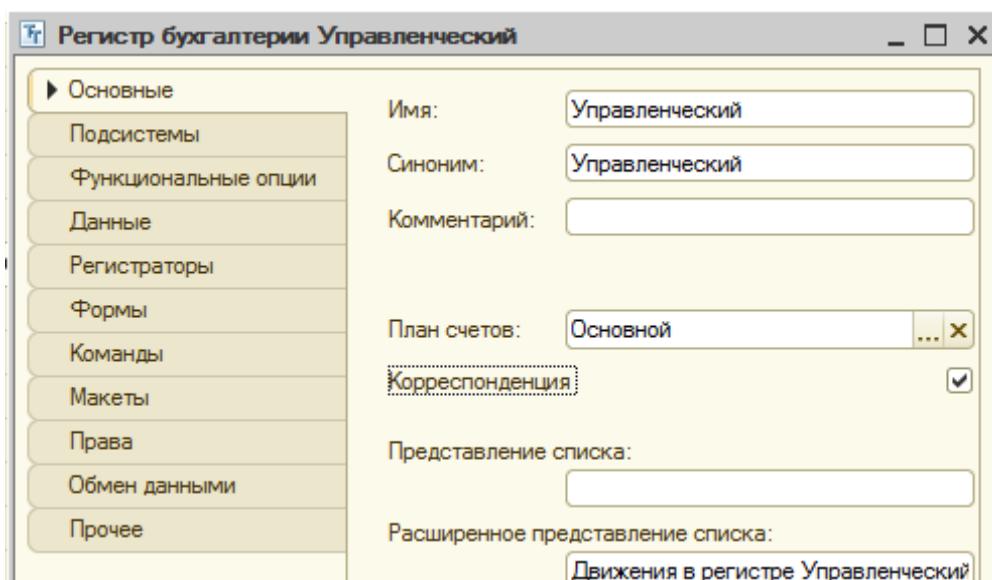 Регистр бухгалтерии Управленческий
Основные
Подсистемы
Функциональные опции
Данные
Регистраторы
Формы
Команды
Макеты
Права
Обмен данными
Прочее
Имя: Управленческий
Синоним: Управленческий
Комментарий:
План счетов: Основной ...
Корреспонденция
Представление списка:
Расширенное представление списка:
Движения в регистре Управленческий